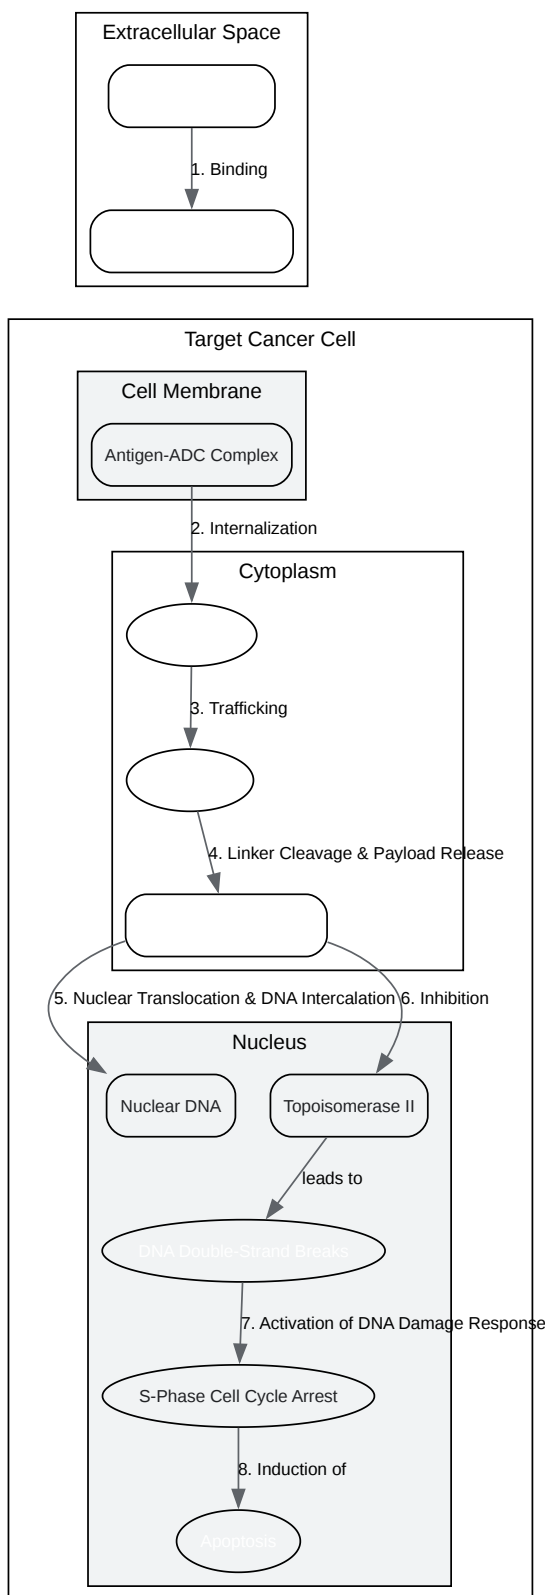 Extracellular Space
1. Binding
Target Cancer Cell
Cell Membrane
Antigen-ADC Complex
2. Internalization
Cytoplasm
3. Trafficking
4. Linker Cleavage & Payload Release
5. Nuclear Translocation & DNA Intercalation
6. Inhibition
Nucleus
Nuclear DNA
Topoisomerase II
leads to
DNA Double-Strand Breaks
7. Activation of DNA Damage Response
S-Phase Cell Cycle Arrest
8. Induction of
Apoptosis